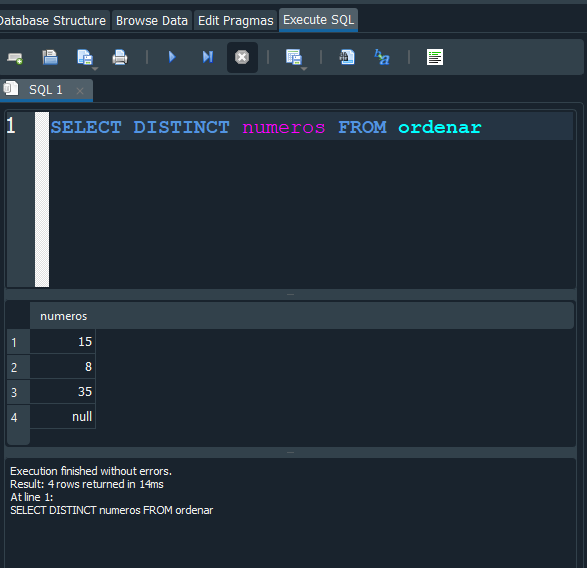 Database Structure Browse Data Edit Pragmas Execute SQL
SQL 1
1 SELECT DISTINCT numeros FROM ordenar
numeros
1 15
2 8
3 35
4 null
Execution finished without errors.
Result: 4 rows returned in 14ms
At line 1:
SELECT DISTINCT numeros FROM ordenar